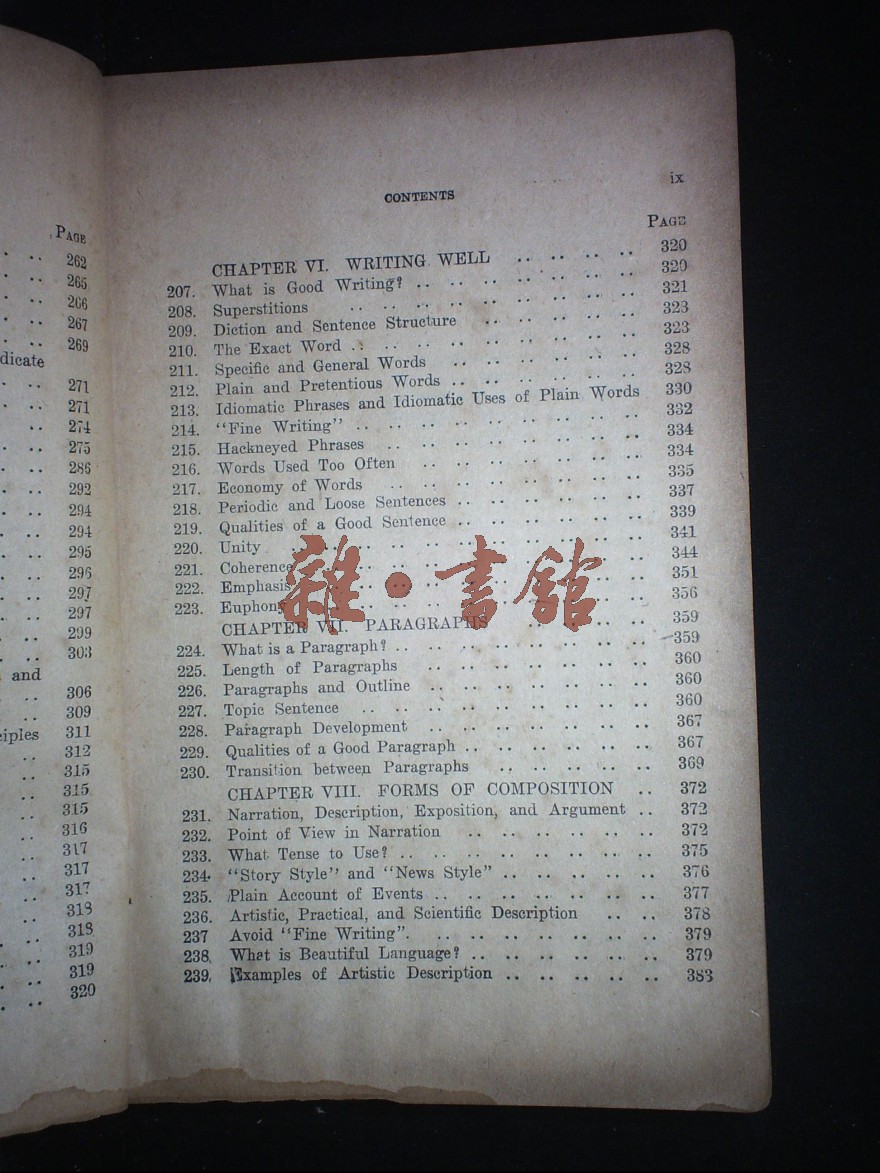 PAGE
.. 262
.. 265
.. 266
.. 267
.. 269
dicate
.. 271
.. 271
.. 274
.. 275
.. 286
.. 292
.. 294
.. 294
.. 295
.. 296
.. 297
.. 297
.. 299
.. 303
and
.. 306
.. 309
ciples 311
.. 312
.. 315
.. 315
.. 315
.. 316
.. 317
.. 317
.. 317
.. 318
.. 318
.. 319
.. 319
.. 320
CONTENTS ix
PAGE
CHAPTER VI. WRITING WELL .. .. .. .. 320
207. What is Good Writing? .. .. .. .. .. .. .. 320
208. Superstitions .. .. .. .. .. .. .. .. 321
209. Diction and Sentence Structure .. .. .. .. .. 323
210. The Exact Word .. .. .. .. .. .. .. .. 323
211. Specific and General Words .. .. .. .. .. 328
212. Plain and Pretentious Words .. .. .. .. .. .. 328
213. Idiomatic Phrases and Idiomatic Uses of Plain Words 330
214. "Fine Writing" .. .. .. .. .. .. .. .. 332
215. Hackneyed Phrases .. .. .. .. .. .. .. 334
216. Words Used Too Often .. .. .. .. .. .. 334
217. Economy of Words .. .. .. .. .. .. .. 335
218. Periodic and Loose Sentences .. .. .. .. .. .. 337
219. Qualities of a Good Sentence .. .. .. .. .. .. 339
220. Unity .. .. .. .. .. .. .. .. .. 341
221. Coherence .. .. .. .. .. .. .. .. 344
222. Emphasis .. .. .. .. .. .. .. .. 351
223. Euphony .. .. .. .. .. .. .. .. 356
雜·書館
CHAPTER VII. PARAGRAPHS .. .. .. .. 359
224. What is a Paragraph? .. .. .. .. .. .. .. 359
225. Length of Paragraphs .. .. .. .. .. .. 360
226. Paragraphs and Outline .. .. .. .. .. .. 360
227. Topic Sentence .. .. .. .. .. .. .. .. 360
228. Paragraph Development .. .. .. .. .. .. 367
229. Qualities of a Good Paragraph .. .. .. .. .. .. 367
230. Transition between Paragraphs .. .. .. .. .. 369
CHAPTER VIII. FORMS OF COMPOSITION .. 372
231. Narration, Description, Exposition, and Argument .. 372
232. Point of View in Narration .. .. .. .. .. 372
233. What Tense to Use? .. .. .. .. .. .. .. 375
234. "Story Style" and "News Style" .. .. .. .. .. 376
235. Plain Account of Events .. .. .. .. .. .. 377
236. Artistic, Practical, and Scientific Description .. .. 378
237 Avoid "Fine Writing". .. .. .. .. .. .. .. 379
238. What is Beautiful Language? .. .. .. .. .. .. 379
239. Examples of Artistic Description .. .. .. .. .. 383